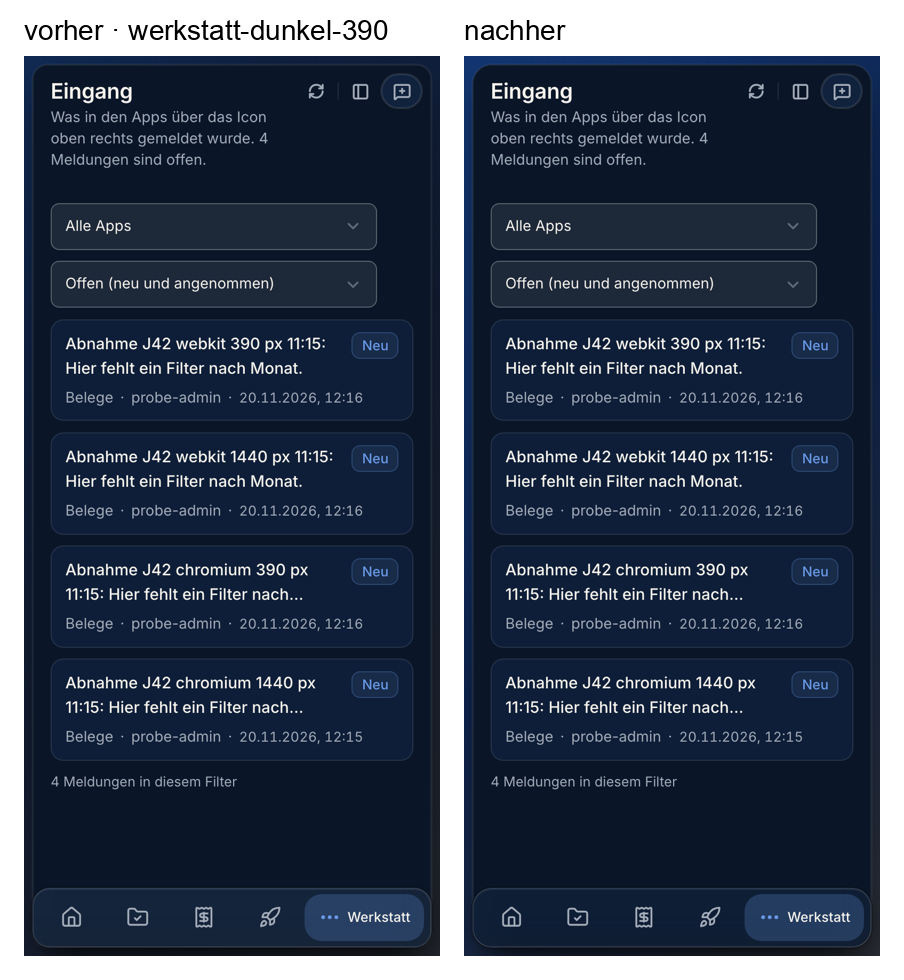 vorher · werkstatt-dunkel-390
Eingang
Was in den Apps über das Icon
oben rechts gemeldet wurde. 4
Meldungen sind offen.
Alle Apps
Offen (neu und angenommen)
Abnahme J42 webkit 390 px 11:15:
Hier fehlt ein Filter nach Monat.
Neu
Belege · probe-admin · 20.11.2026, 12:16
Abnahme J42 webkit 1440 px 11:15:
Hier fehlt ein Filter nach Monat.
Neu
Belege · probe-admin · 20.11.2026, 12:16
Abnahme J42 chromium 390 px
11:15: Hier fehlt ein Filter nach…
Neu
Belege · probe-admin · 20.11.2026, 12:16
Abnahme J42 chromium 1440 px
11:15: Hier fehlt ein Filter nach…
Neu
Belege · probe-admin · 20.11.2026, 12:15
4 Meldungen in diesem Filter
Werkstatt
nachher
Eingang
Was in den Apps über das Icon
oben rechts gemeldet wurde. 4
Meldungen sind offen.
Alle Apps
Offen (neu und angenommen)
Abnahme J42 webkit 390 px 11:15:
Hier fehlt ein Filter nach Monat.
Neu
Belege · probe-admin · 20.11.2026, 12:16
Abnahme J42 webkit 1440 px 11:15:
Hier fehlt ein Filter nach Monat.
Neu
Belege · probe-admin · 20.11.2026, 12:16
Abnahme J42 chromium 390 px
11:15: Hier fehlt ein Filter nach…
Neu
Belege · probe-admin · 20.11.2026, 12:16
Abnahme J42 chromium 1440 px
11:15: Hier fehlt ein Filter nach…
Neu
Belege · probe-admin · 20.11.2026, 12:15
4 Meldungen in diesem Filter
Werkstatt